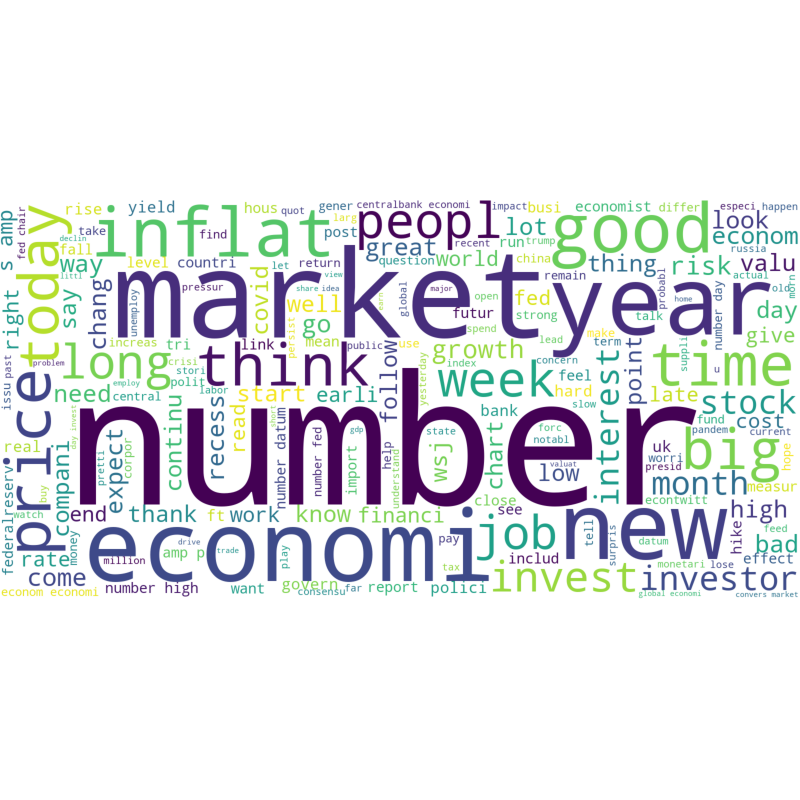 number
market
year
economi
new
good
inflat
time
big
price
today
long
think
peopl
week
job
invest
investor
stock
interest
month
growth
risk
valu
econom
look
thing
world
great
lot
way
chang
say
need
compani
expect
continu
recess
read
start
earli
follow
point
late
cost
low
high
bad
wsj
chart
know
financi
thank
work
come
rate
end
real
right
s amp
rise
yield
hous
take
find
quot
gener
post
centralbank economi
impact
busi
economist
differ
especi
happen
fed chair
declin
larg
fall
level
countri
let
return
view
question
run
recent
trump
china
russia
littl
pressur
share
idea
covid
well
go
futur
fed
strong
remain
talk
actual
old
morn
probabl
day
give
unemploy
increas
tri
link
mean
persist
public
use
global
major
open
earn
spend
lead
make
term
home
suppli
number day
issu
past
problem
crisi
stori
polit
central
employ
labor
yesterday
index
concern
feel
hard
fund
u
pandem
current
bank
forc
slow
notabl
state
gdp
short
help
understand
import
number fed
number datum
day invest
corpor
pretti
buy
money
watch
federalreserv
uk
worri
presid
measur
hope
valuat
econtwitt
close
see
pay
ft
amp p
trade
drive
play
million
number high
want
govern
tax
report
polici
includ
tell
surpris
datum
hike
monetari
lose
effect
feed
econom economi
consensu
far
global economi
convers market